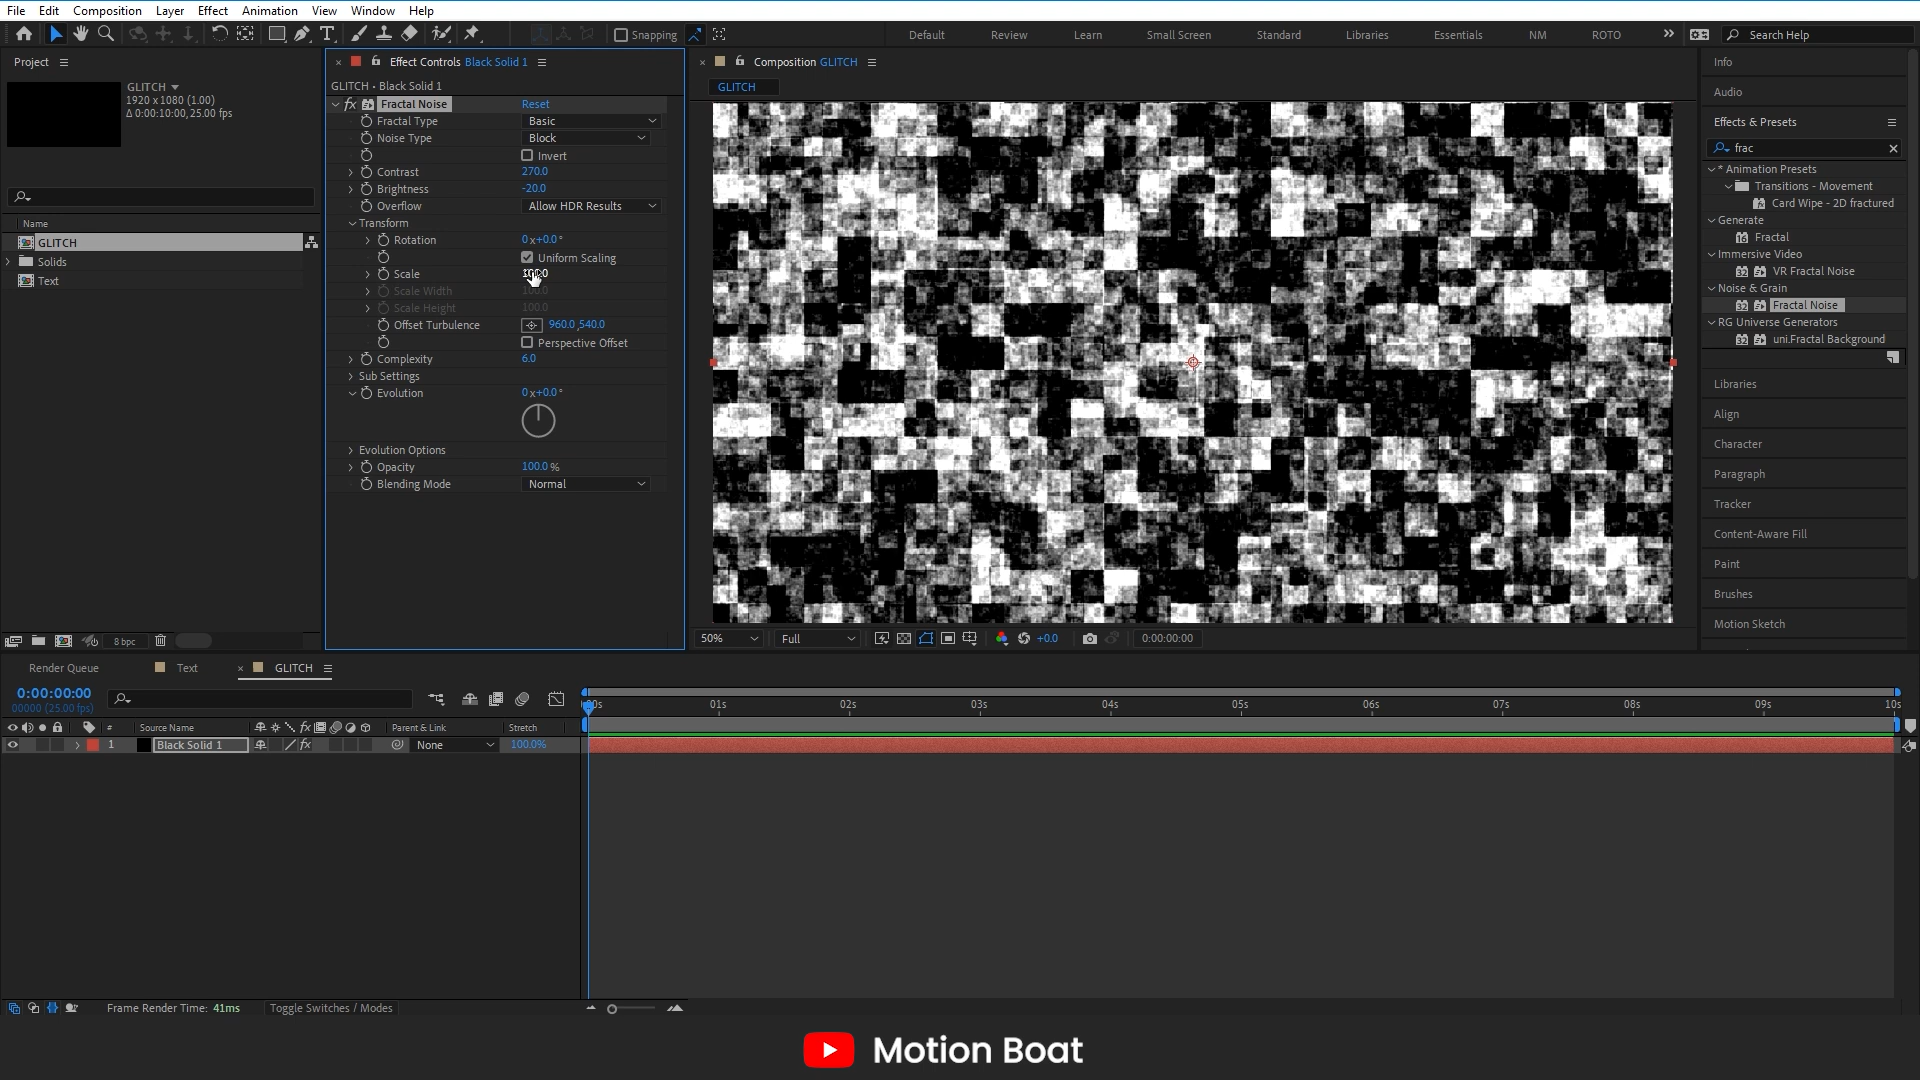 File Edit Composition Layer Effect Animation View Window Help
Snapping Default Review Learn Small Screen Standard Libraries Essentials NM ROTO Search Help
Project
GLITCH
1920 x 1080 (1.00)
Δ 0:00:10:00, 25.00 fps
Name
GLITCH
Solids
Text
8 bpc
Effect Controls Black Solid 1
GLITCH • Black Solid 1
fx Fractal Noise Reset
Fractal Type Basic
Noise Type Block
Invert
Contrast 270.0
Brightness -20.0
Overflow Allow HDR Results
Transform
Rotation 0x+0.0°
Uniform Scaling
Scale
Scale Width 100.0
Scale Height 100.0
Offset Turbulence 960.0,540.0
Perspective Offset
Complexity 6.0
Sub Settings
Evolution 0x+0.0°
Evolution Options
Opacity 100.0 %
Blending Mode Normal
Composition GLITCH
GLITCH
50% Full +0.0 0:00:00:00
Info
Audio
Effects & Presets
frac
* Animation Presets
Transitions - Movement
Card Wipe - 2D fractured
Generate
Fractal
Immersive Video
VR Fractal Noise
Noise & Grain
Fractal Noise
RG Universe Generators
uni.Fractal Background
Libraries
Align
Character
Paragraph
Tracker
Content-Aware Fill
Paint
Brushes
Motion Sketch
Render Queue Text GLITCH
0:00:00:00
00000 (25.00 fps)
01s 02s 03s 04s 05s 06s 07s 08s 09s 10s
# Source Name Parent & Link Stretch
1 Black Solid 1 None 100.0%
Frame Render Time: 41ms Toggle Switches / Modes
Motion Boat